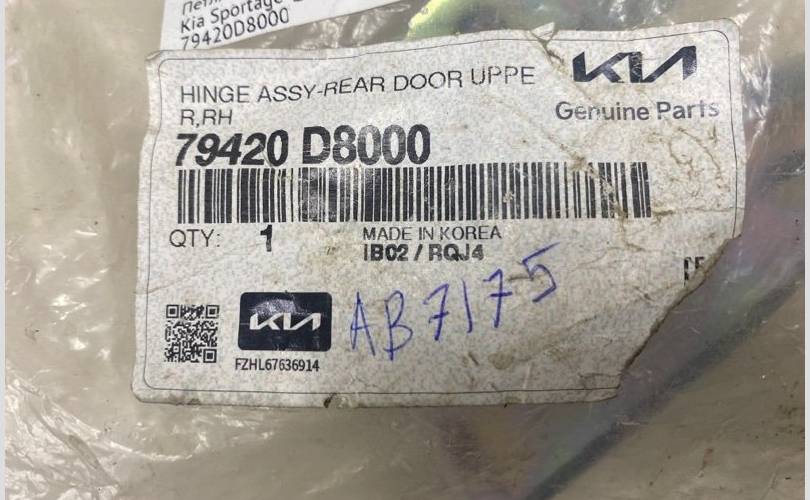 Kia Sportage
79420D8000
HINGE ASSY-REAR DOOR UPPE
R,RH
KIA
Genuine Parts
79420 D8000
QTY: 1
MADE IN KOREA
IB02 / RQJ4
KIA
AB7175
FZHL67636914